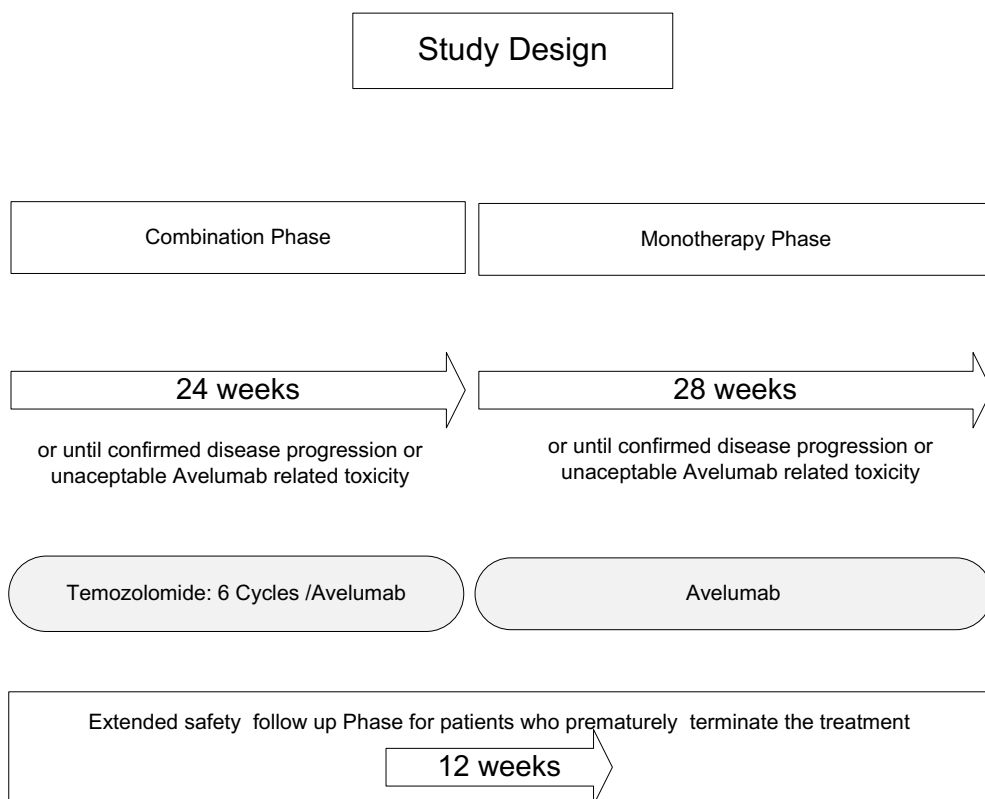 Study Design
Combination Phase
Monotherapy Phase
24 weeks
28 weeks
or until confirmed disease progression or
unacceptable Avelumab related toxicity
or until confirmed disease progression or
unacceptable Avelumab related toxicity
Temozolomide: 6 Cycles /Avelumab
Avelumab
Extended safety follow up Phase for patients who prematurely terminate the treatment
12 weeks